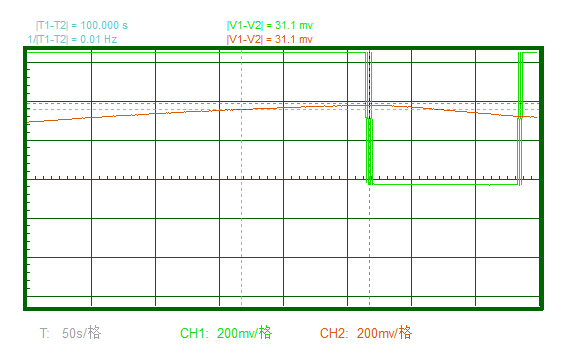 |T1-T2| = 100.000 s |V1-V2| = 31.1 mv
1/|T1-T2| = 0.01 Hz |V1-V2| = 31.1 mv
T: 50s/格 CH1: 200mv/格 CH2: 200mv/格